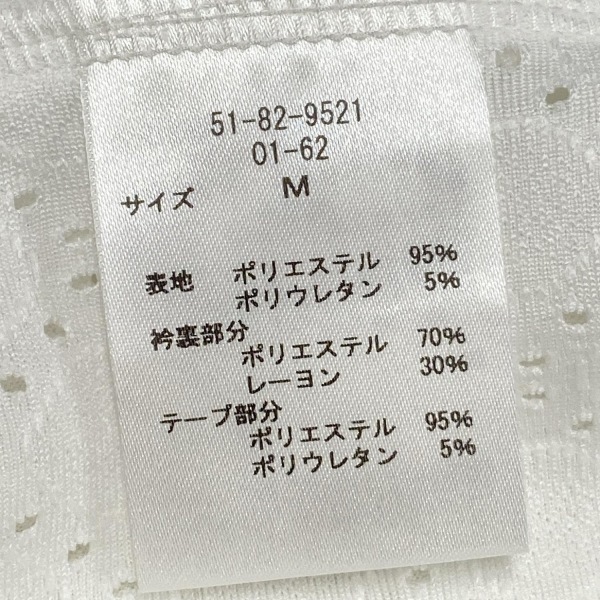 51-82-9521
01-62
サイズ M
表地 ポリエステル 95%
ポリウレタン 5%
衿裏部分
ポリエステル 70%
レーヨン 30%
テープ部分
ポリエステル 95%
ポリウレタン 5%